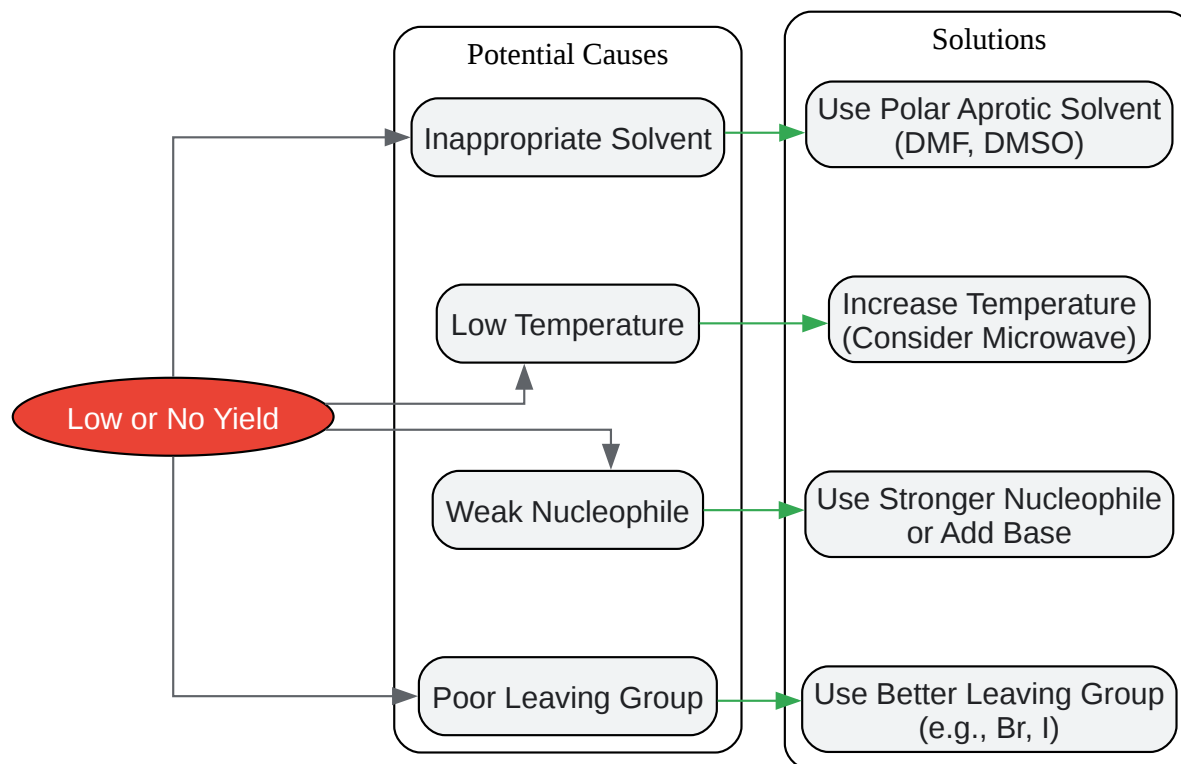 Low or No Yield
Potential Causes
Inappropriate Solvent
Low Temperature
Weak Nucleophile
Poor Leaving Group
Solutions
Use Polar Aprotic Solvent
(DMF, DMSO)
Increase Temperature
(Consider Microwave)
Use Stronger Nucleophile
or Add Base
Use Better Leaving Group
(e.g., Br, I)